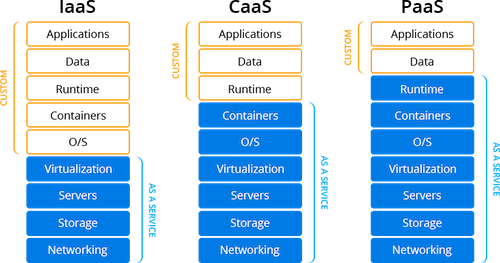 IaaS
CUSTOM
Applications
Data
Runtime
Containers
O/S
Virtualization
Servers
Storage
Networking
AS A SERVICE
CaaS
CUSTOM
Applications
Data
Runtime
Containers
O/S
Virtualization
Servers
Storage
Networking
AS A SERVICE
PaaS
CUSTOM
Applications
Data
Runtime
Containers
O/S
Virtualization
Servers
Storage
Networking
AS A SERVICE